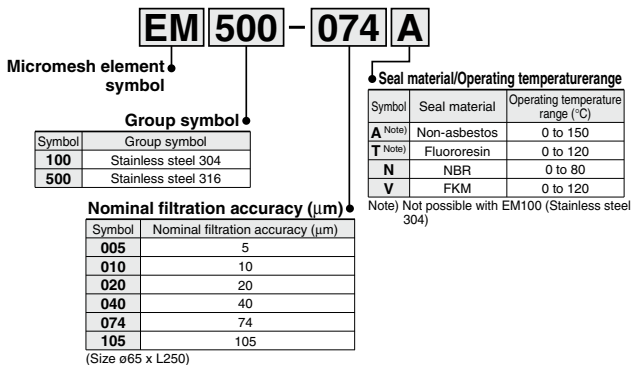 EM 500 - 074 A
Micromesh element symbol
Group symbol
Symbol Group symbol
100 Stainless steel 304
500 Stainless steel 316
Nominal filtration accuracy (μm)
Symbol Nominal filtration accuracy (μm)
005 5
010 10
020 20
040 40
074 74
105 105
(Size ø65 x L250)
Seal material/Operating temperaturerange
Symbol Seal material Operating temperature range (°C)
A Note) Non-asbestos 0 to 150
T Note) Fluororesin 0 to 120
N NBR 0 to 80
V FKM 0 to 120
Note) Not possible with EM100 (Stainless steel
304)